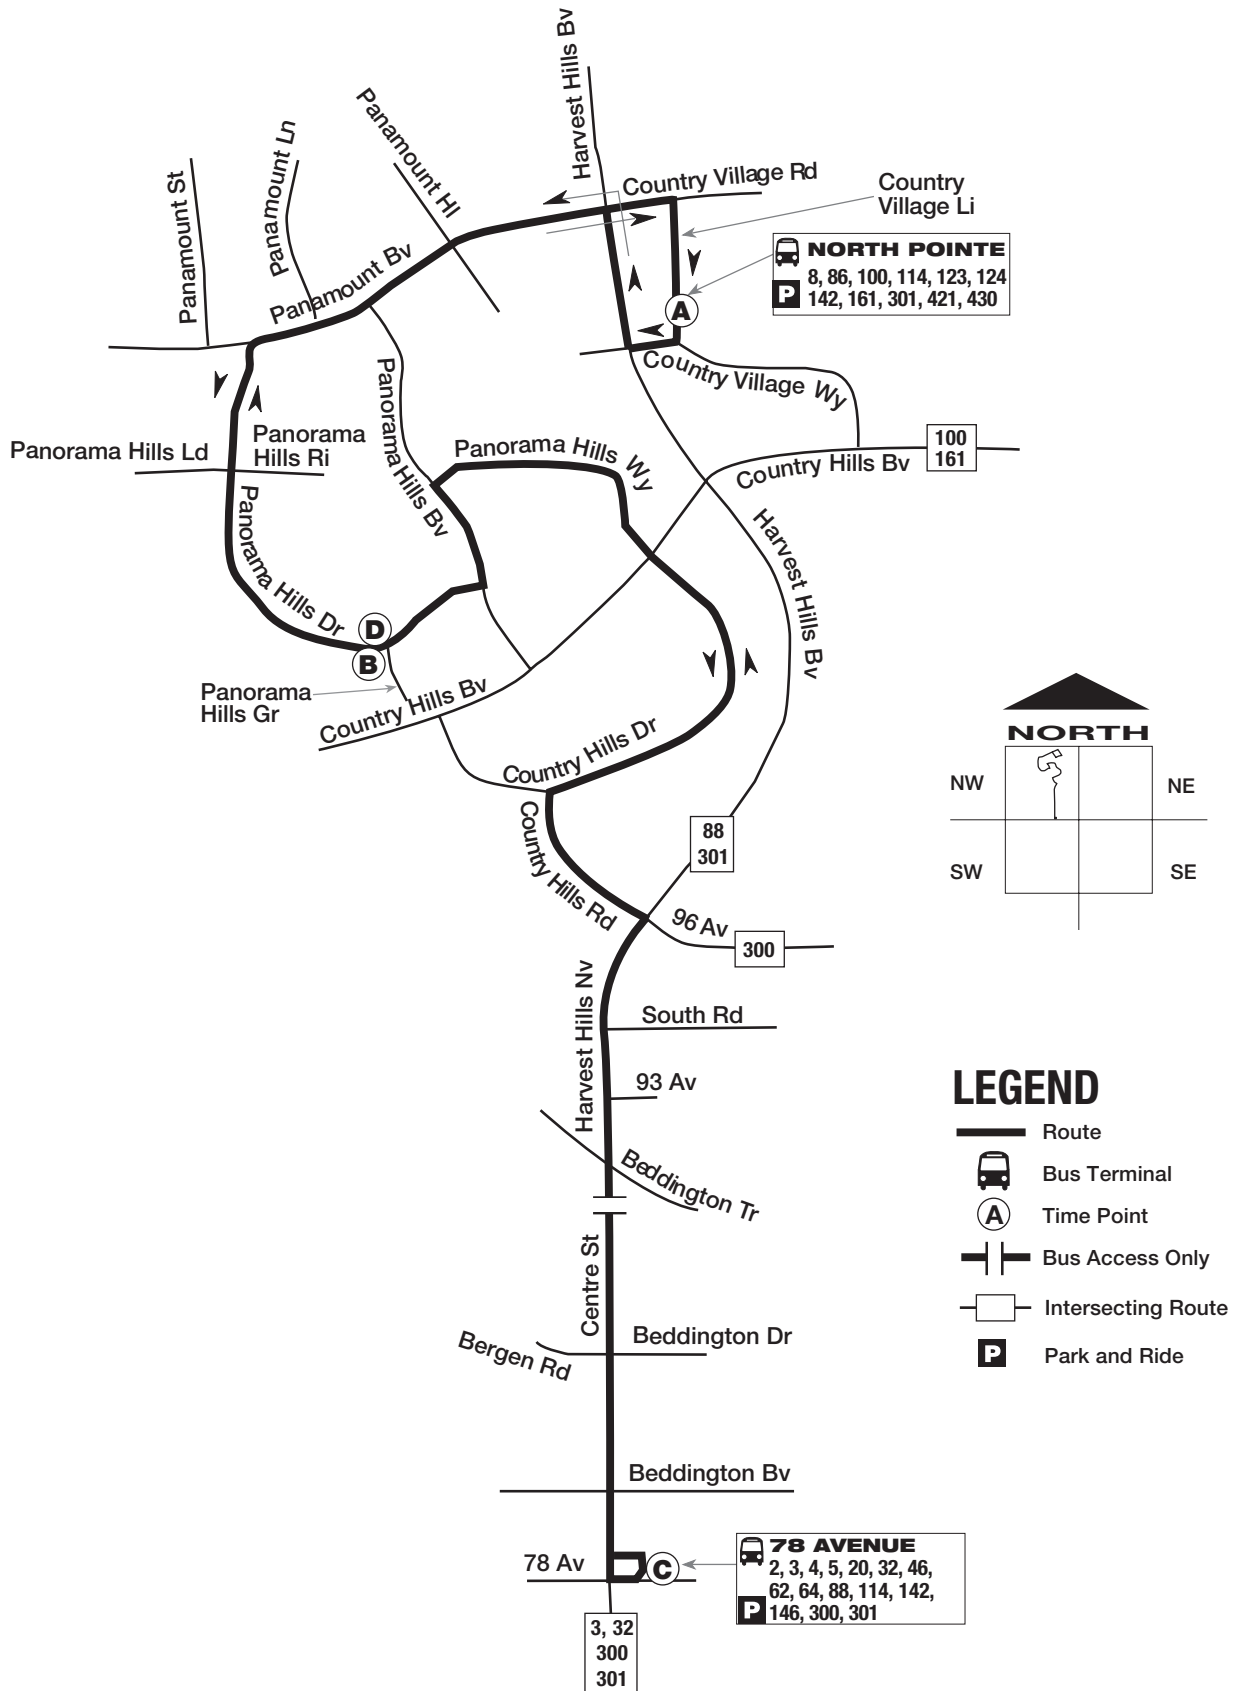 Harvest Hills Bv
Panamount Hl
Panamount Ln
Panamount St
Country Village Rd
Country
Village Li
NORTH POINTE
8, 86, 100, 114, 123, 124
P
142, 161, 301, 421, 430
Panamount Bv
A
Country Village Wy
Panorama Hills Bv
Panorama Hills Ld
Panorama
Hills Ri
Panorama Hills Wy
100
161
Country Hills Bv
Panorama Hills Dr
Harvest Hills Bv
D
B
Panorama
Hills Gr
Country Hills Bv
Country Hills Dr
NORTH
NW
NE
SW
SE
Country Hills Rd
88
301
96 Av
300
Harvest Hills Nv
South Rd
93 Av
Beddington Tr
Centre St
Bergen Rd
Beddington Dr
Beddington Bv
78 Av
C
78 AVENUE
2, 3, 4, 5, 20, 32, 46,
62, 64, 88, 114, 142,
P
146, 300, 301
3, 32
300
301
LEGEND
Route
Bus Terminal
A
Time Point
Bus Access Only
Intersecting Route
P
Park and Ride